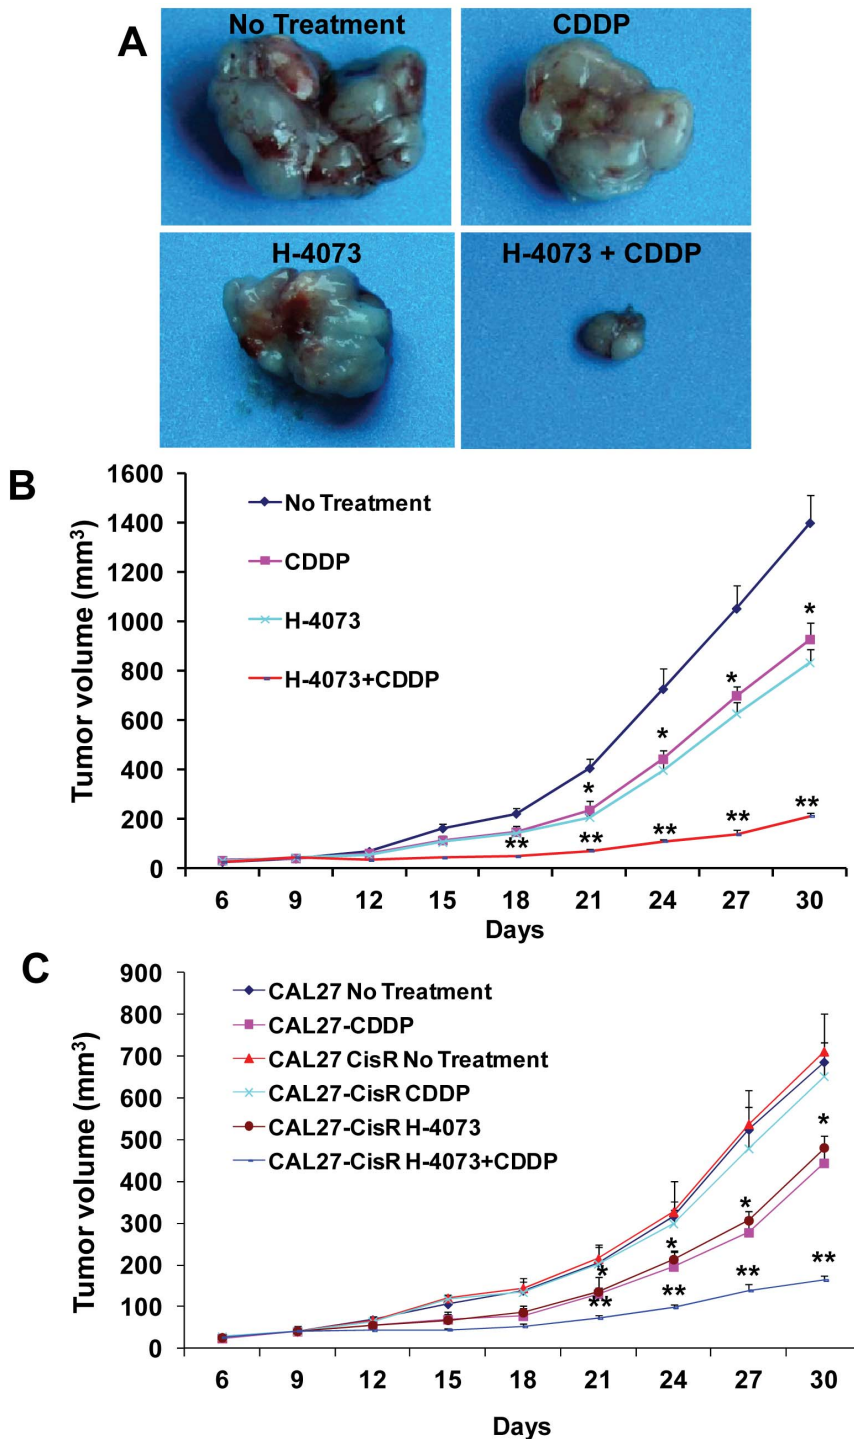 A
No Treatment
CDDP
H-4073
H-4073 + CDDP
B
1600
1400
1200
1000
800
600
400
200
0
Tumor volume (mm³)
No Treatment
CDDP
H-4073
H-4073+CDDP
*
*
*
*
**
**
**
**
**
6 9 12 15 18 21 24 27 30
Days
C
900
800
700
600
500
400
300
200
100
0
Tumor volume (mm³)
CAL27 No Treatment
CAL27-CDDP
CAL27 CisR No Treatment
CAL27-CisR CDDP
CAL27-CisR H-4073
CAL27-CisR H-4073+CDDP
*
*
*
*
**
**
**
**
6 9 12 15 18 21 24 27 30
Days